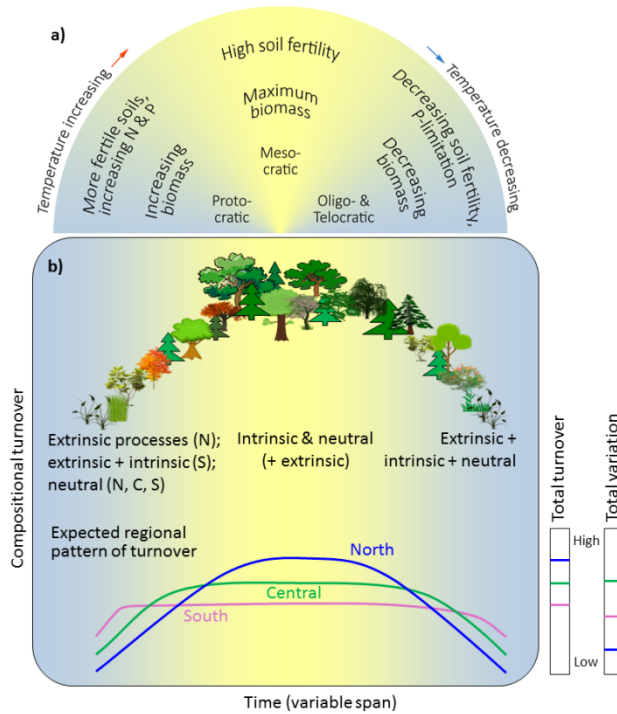 a)
High soil fertility
Maximum
biomass
Meso-
cratic
Temperature increasing
More fertile soils,
increasing N & P
Increasing
biomass
Proto-
cratic
Oligo- &
Telocratic
Decreasing
biomass
Decreasing soil fertility,
P-limitation
Temperature decreasing
b)
Compositional turnover
Extrinsic processes (N);
extrinsic + intrinsic (S);
neutral (N, C, S)
Intrinsic & neutral
(+ extrinsic)
Extrinsic +
intrinsic + neutral
Expected regional
pattern of turnover
North
Central
South
Time (variable span)
Total turnover
Total variation
High
Low